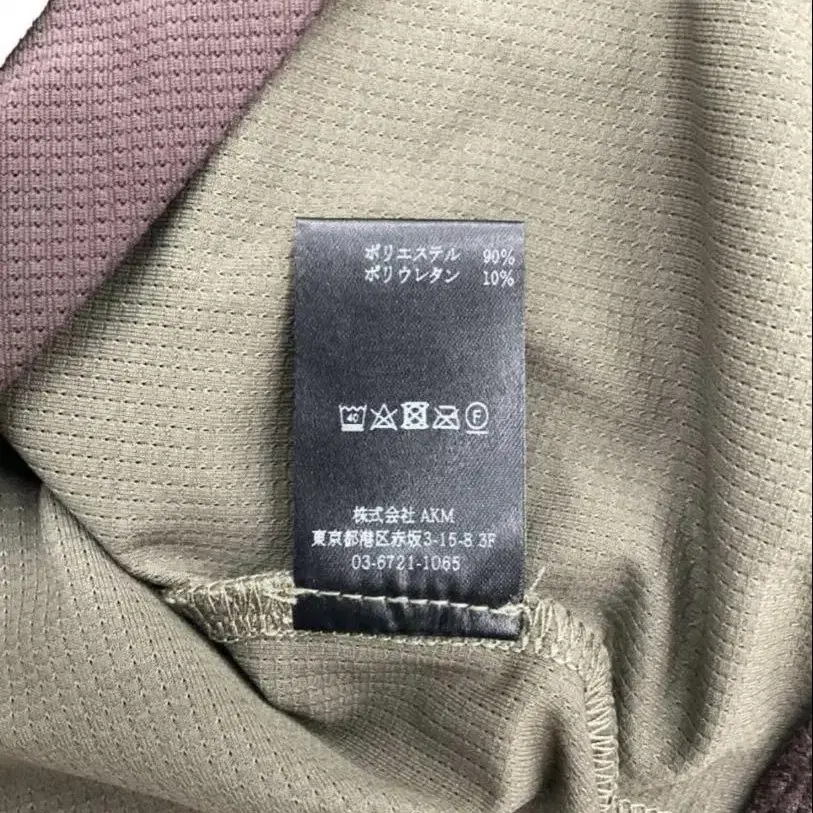 ポリエステル 90%
ポリウレタン 10%
40 F
株式会社 AKM
東京都港区赤坂3-15-8 3F
03-6721-1065